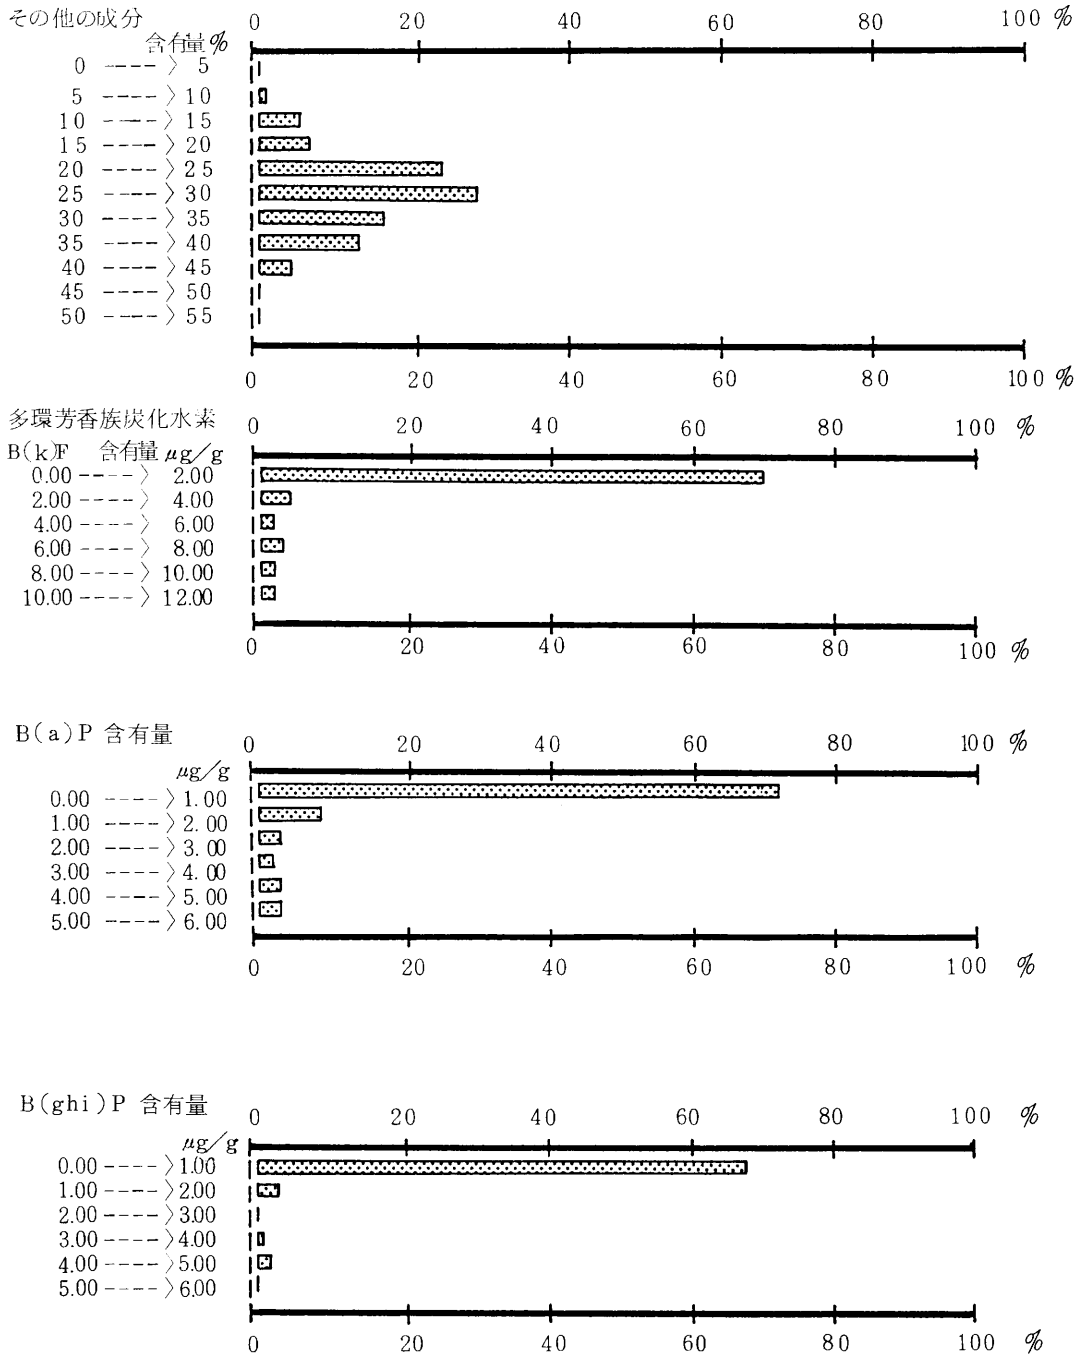 その他の成分 0 20 40 60 80 100 %
含有量 %
0 ----> 5
5 ----> 10
10 ----> 15
15 ----> 20
20 ----> 25
25 ----> 30
30 ----> 35
35 ----> 40
40 ----> 45
45 ----> 50
50 ----> 55
0 20 40 60 80 100 %
多環芳香族炭化水素 0 20 40 60 80 100 %
B(k)F 含有量 μg/g
0.00 ----> 2.00
2.00 ----> 4.00
4.00 ----> 6.00
6.00 ----> 8.00
8.00 ----> 10.00
10.00 ----> 12.00
0 20 40 60 80 100 %
B(a)P 含有量 0 20 40 60 80 100 %
μg/g
0.00 ----> 1.00
1.00 ----> 2.00
2.00 ----> 3.00
3.00 ----> 4.00
4.00 ----> 5.00
5.00 ----> 6.00
0 20 40 60 80 100 %
B(ghi)P 含有量 0 20 40 60 80 100 %
μg/g
0.00 ----> 1.00
1.00 ----> 2.00
2.00 ----> 3.00
3.00 ----> 4.00
4.00 ----> 5.00
5.00 ----> 6.00
0 20 40 60 80 100 %